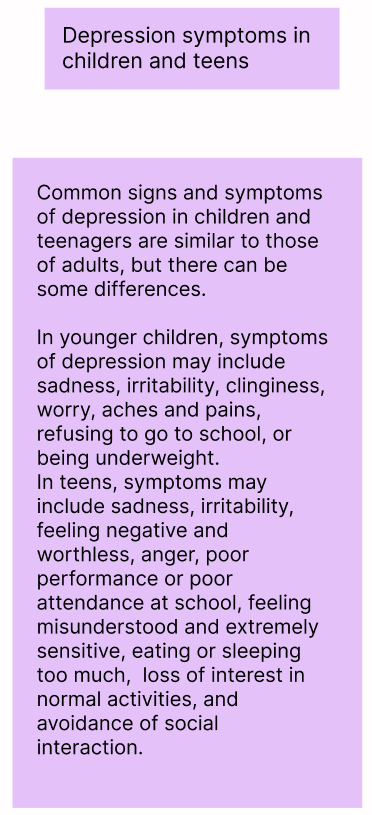 Depression symptoms in
children and teens
Common signs and symptoms
of depression in children and
teenagers are similar to those
of adults, but there can be
some differences.
In younger children, symptoms
of depression may include
sadness, irritability, clinginess,
worry, aches and pains,
refusing to go to school, or
being underweight.
In teens, symptoms may
include sadness, irritability,
feeling negative and
worthless, anger, poor
performance or poor
attendance at school, feeling
misunderstood and extremely
sensitive, eating or sleeping
too much,  loss of interest in
normal activities, and
avoidance of social
interaction.